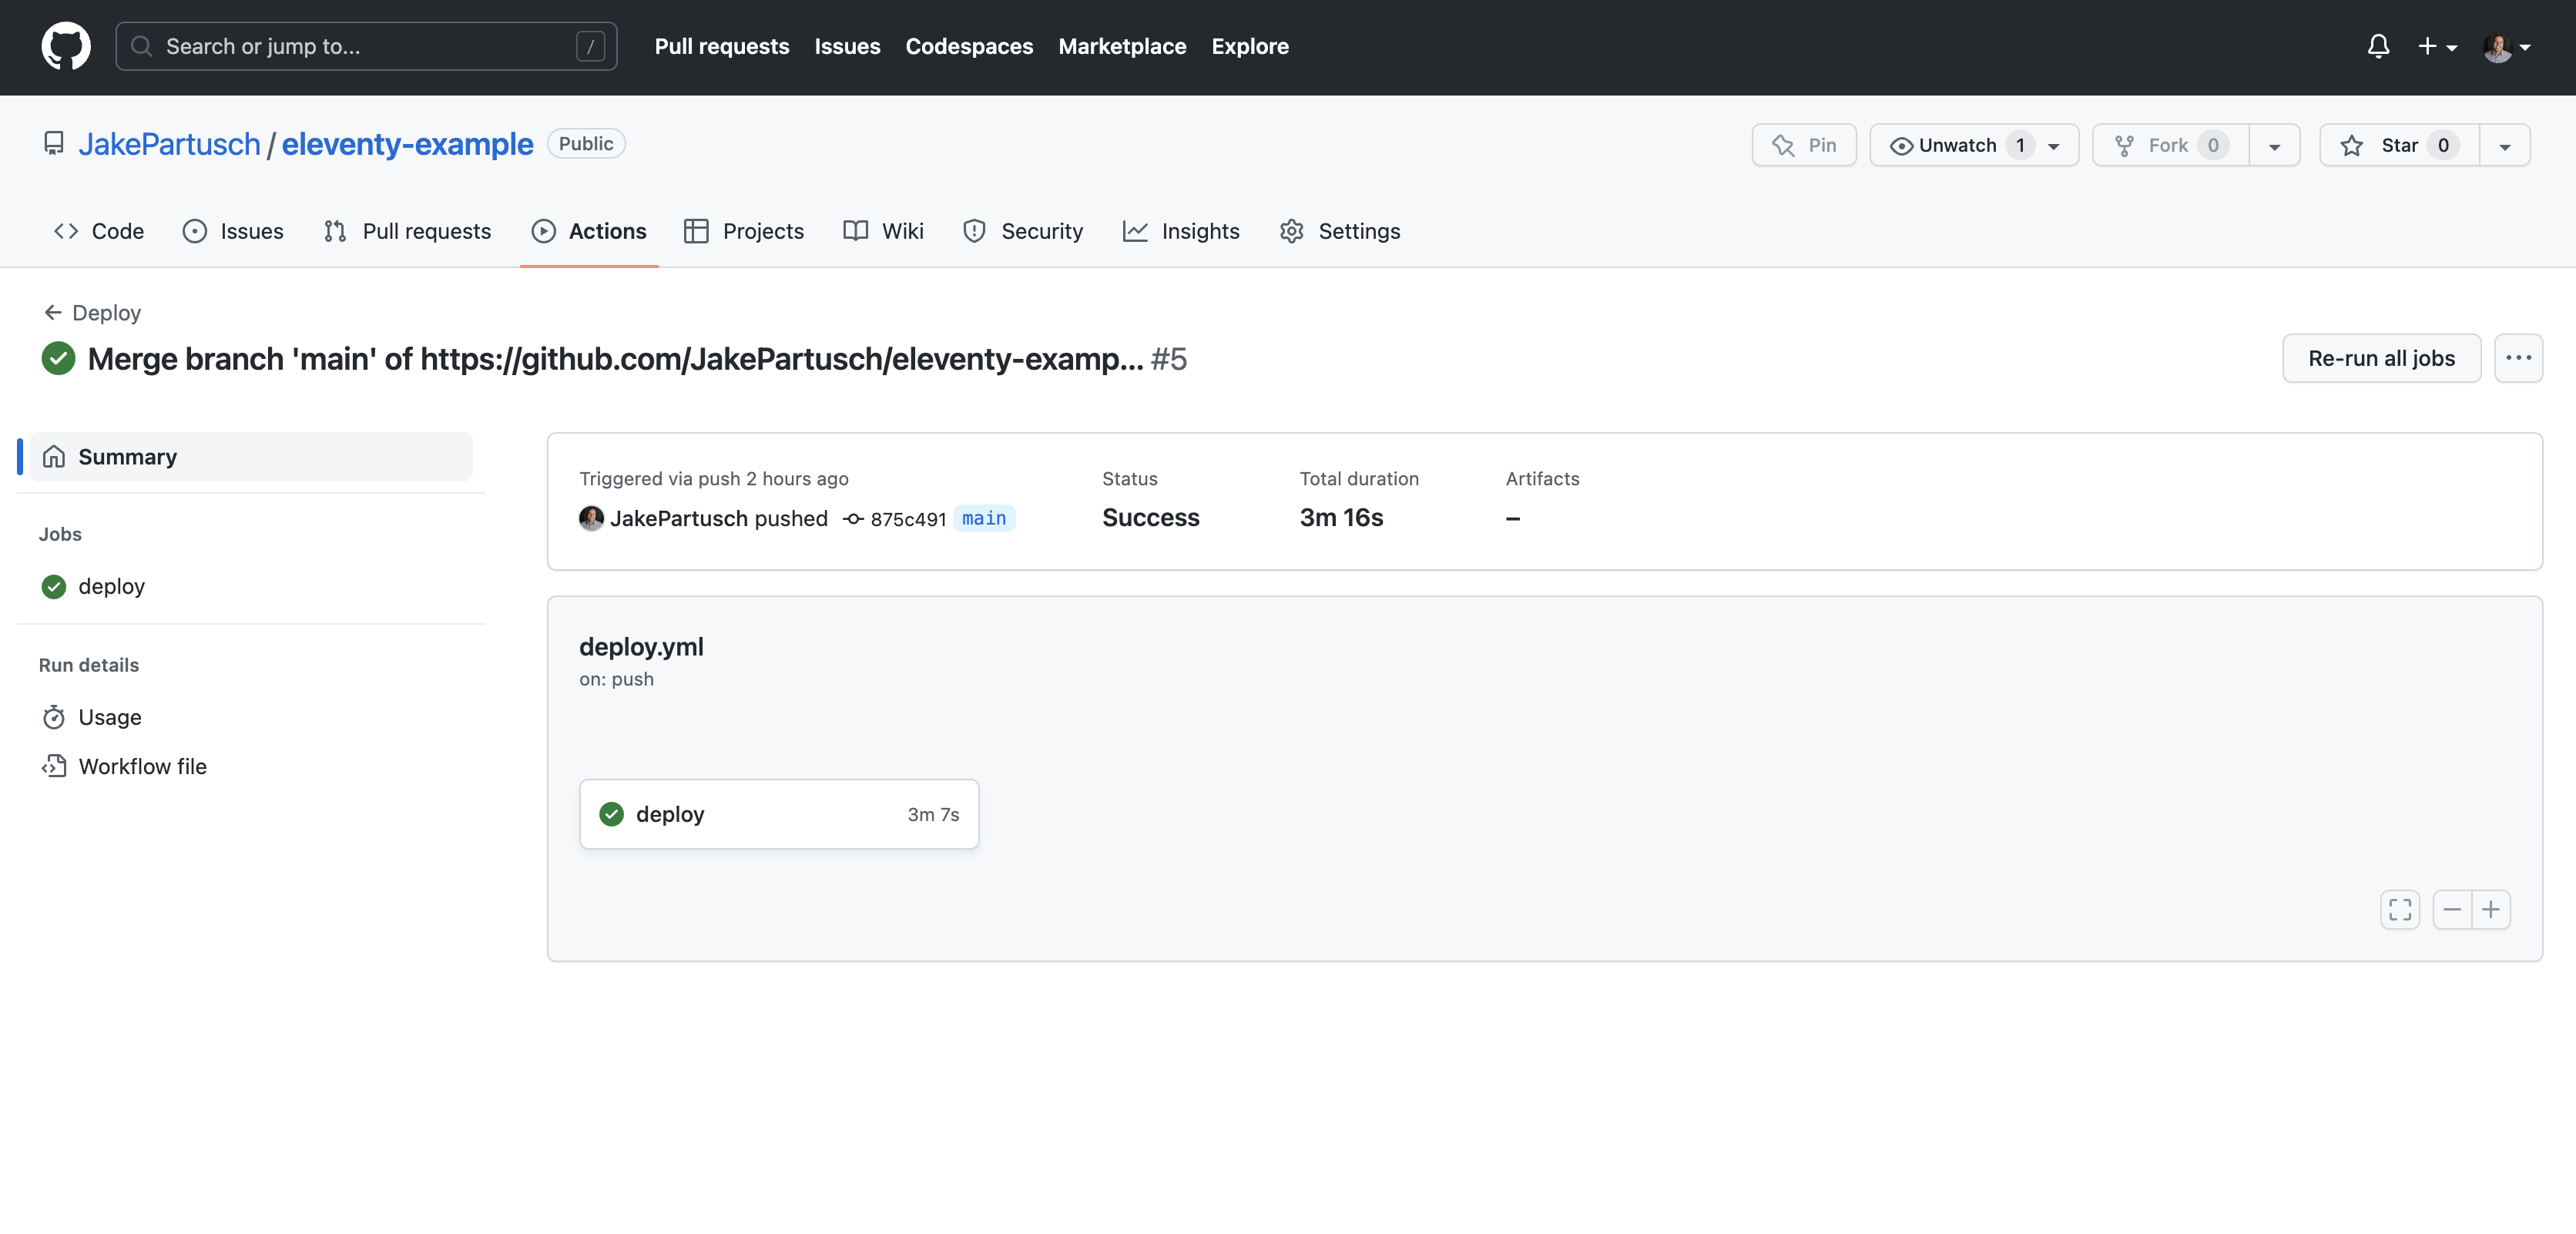 Search or jump to... / Pull requests Issues Codespaces Marketplace Explore
JakePartusch / eleventy-example Public Pin Unwatch 1 Fork 0 Star 0
Code Issues Pull requests Actions Projects Wiki Security Insights Settings
Deploy
Merge branch 'main' of https://github.com/JakePartusch/eleventy-examp... #5 Re-run all jobs
Summary
Jobs
deploy
Run details
Usage
Workflow file
Triggered via push 2 hours ago Status Total duration Artifacts
JakePartusch pushed 875c491 main Success 3m 16s –
deploy.yml
on: push
deploy 3m 7s